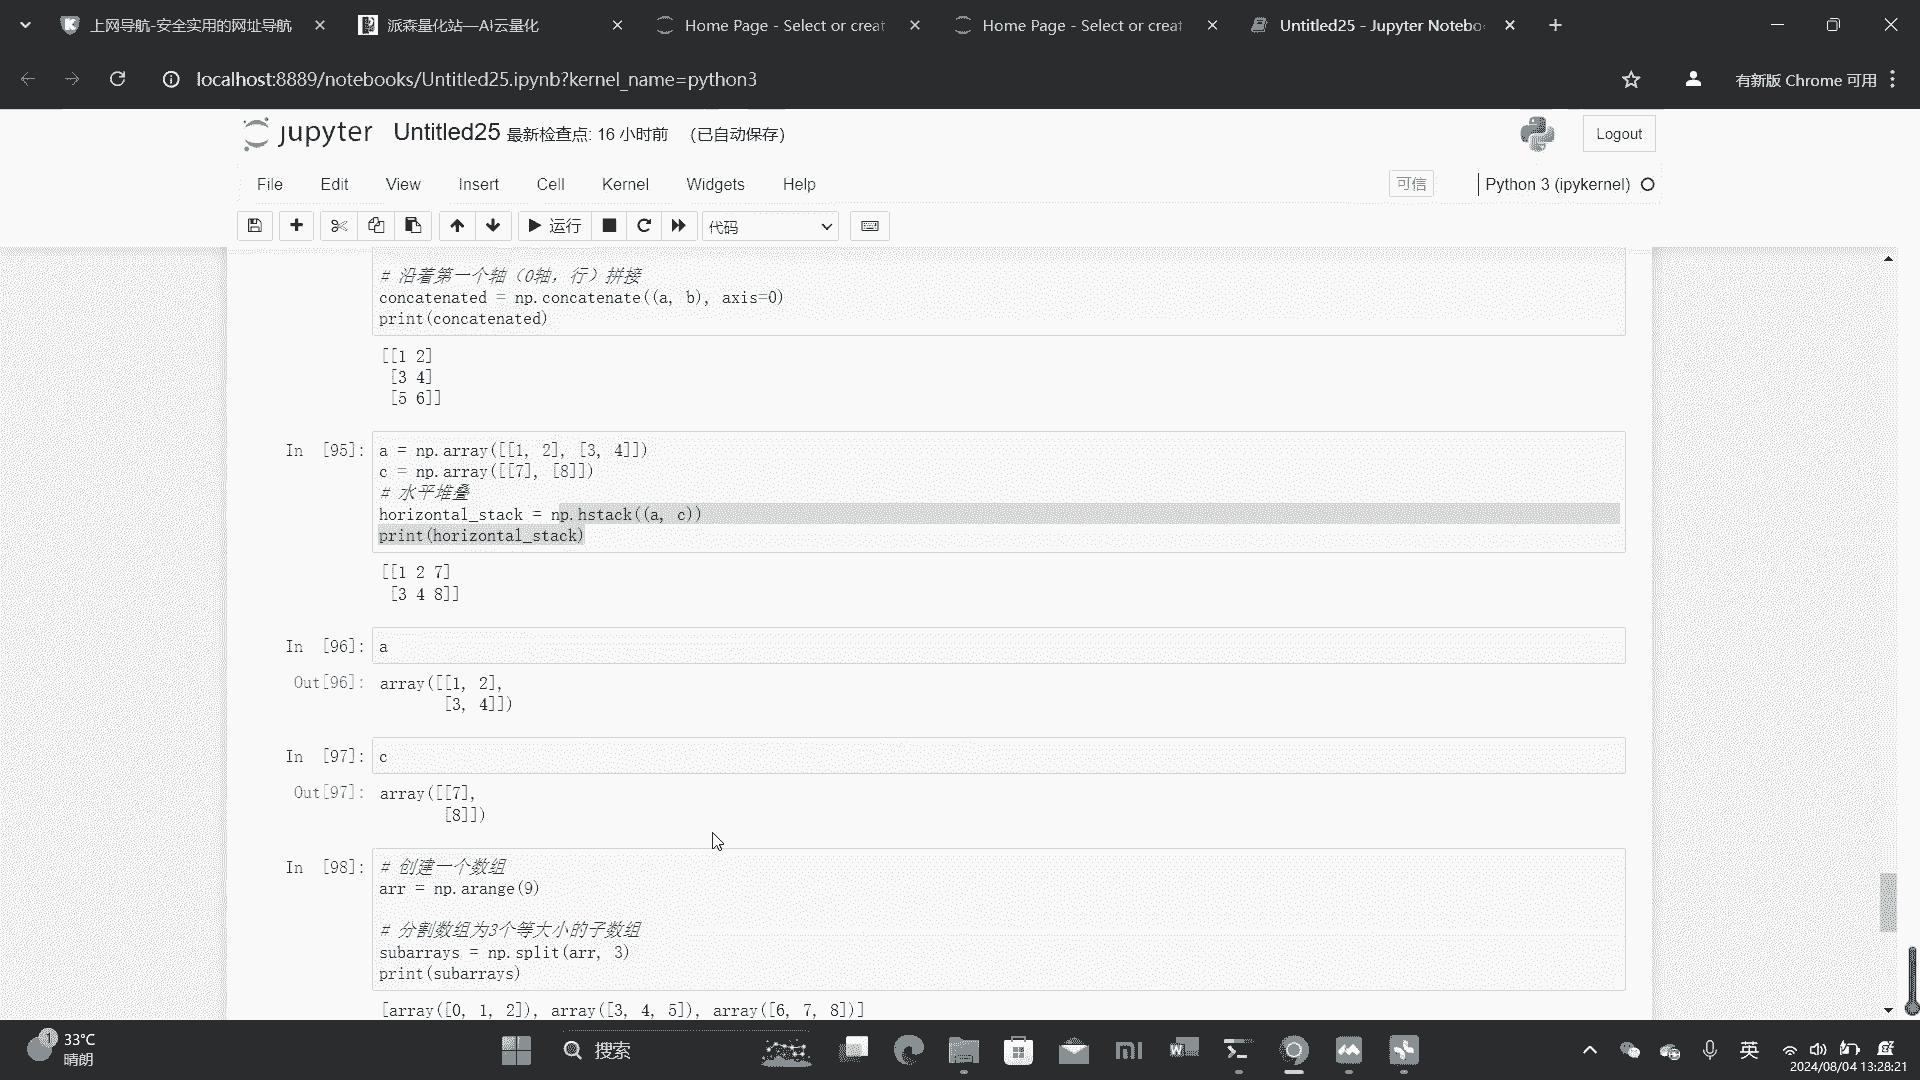 上网导航-安全实用的网址导航
派森量化站—AI云量化
Home Page - Select or creat
Home Page - Select or creat
Untitled25 - Jupyter Notebo
localhost:8889/notebooks/Untitled25.ipynb?kernel_name=python3
有新版 Chrome 可用
jupyter Untitled25 最新检查点: 16 小时前 (已自动保存)
Logout
File Edit View Insert Cell Kernel Widgets Help
可信
Python 3 (ipykernel)
运行
代码
# 沿着第一个轴（0轴，行）拼接
concatenated = np.concatenate((a, b), axis=0)
print(concatenated)
[[1 2]
[3 4]
[5 6]]
In [95]: a = np.array([[1, 2], [3, 4]])
c = np.array([[7], [8]])
# 水平堆叠
horizontal_stack = np.hstack((a, c))
print(horizontal_stack)
[[1 2 7]
[3 4 8]]
In [96]: a
Out[96]: array([[1, 2],
[3, 4]])
In [97]: c
Out[97]: array([[7],
[8]])
In [98]: # 创建一个数组
arr = np.arange(9)
# 分割数组为3个等大小的子数组
subarrays = np.split(arr, 3)
print(subarrays)
[array([0, 1, 2]), array([3, 4, 5]), array([6, 7, 8])]
1
33°C
晴朗
搜索
英
2024/08/04 13:28:21